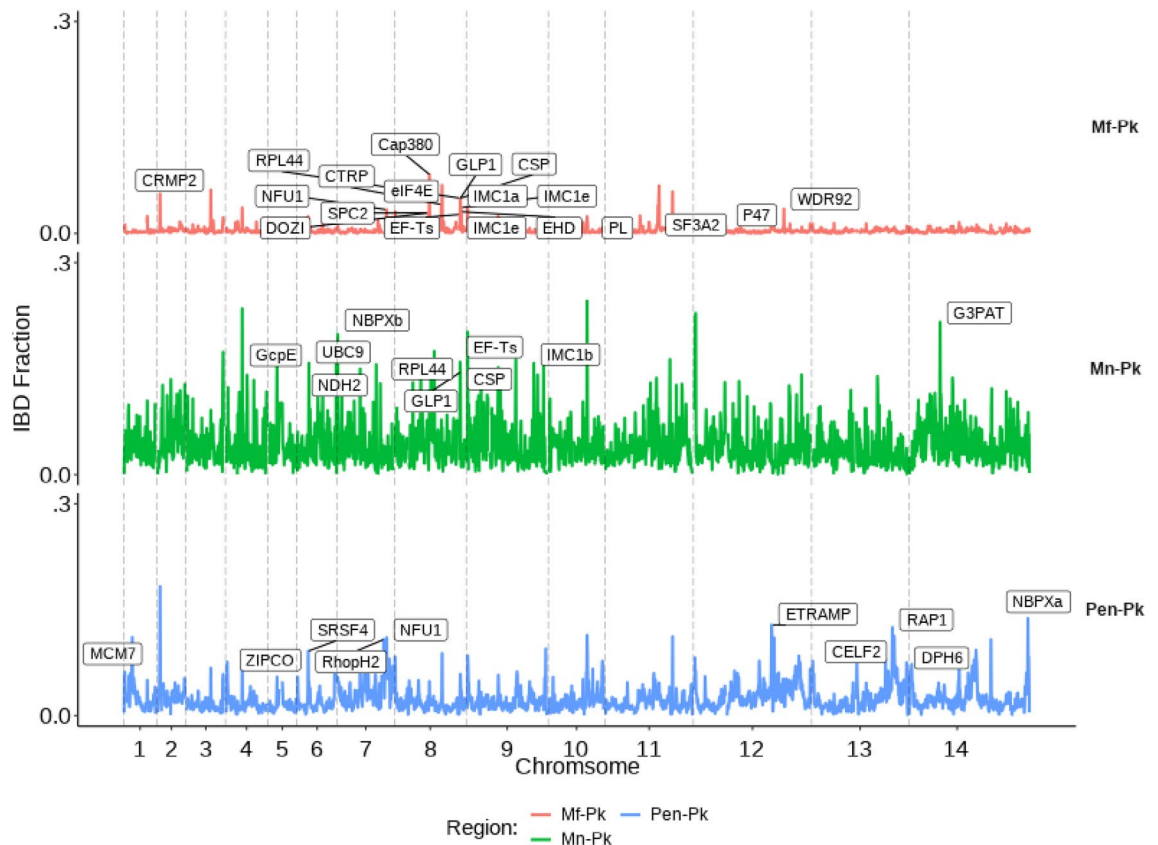 .3
Mf-Pk
Cap380
RPL44
GLP1
CSP
CTRP
CRMP2
eIF4E
NFU1
IMC1a
IMC1e
WDR92
SPC2
P47
DOZI
EF-Ts
IMC1e
EHD
PL
SF3A2
0.0
.3
NBPXb
G3PAT
GcpE
UBC9
EF-Ts
IMC1b
RPL44
Mn-Pk
NDH2
CSP
GLP1
0.0
IBD Fraction
.3
NBPXa
Pen-Pk
ETRAMP
RAP1
SRSF4
NFU1
MCM7
ZIPCO
RhopH2
CELF2
DPH6
0.0
1 2 3 4 5 6 7 8 9 10 11 12 13 14
Chromsome
Region:
Mf-Pk
Pen-Pk
Mn-Pk